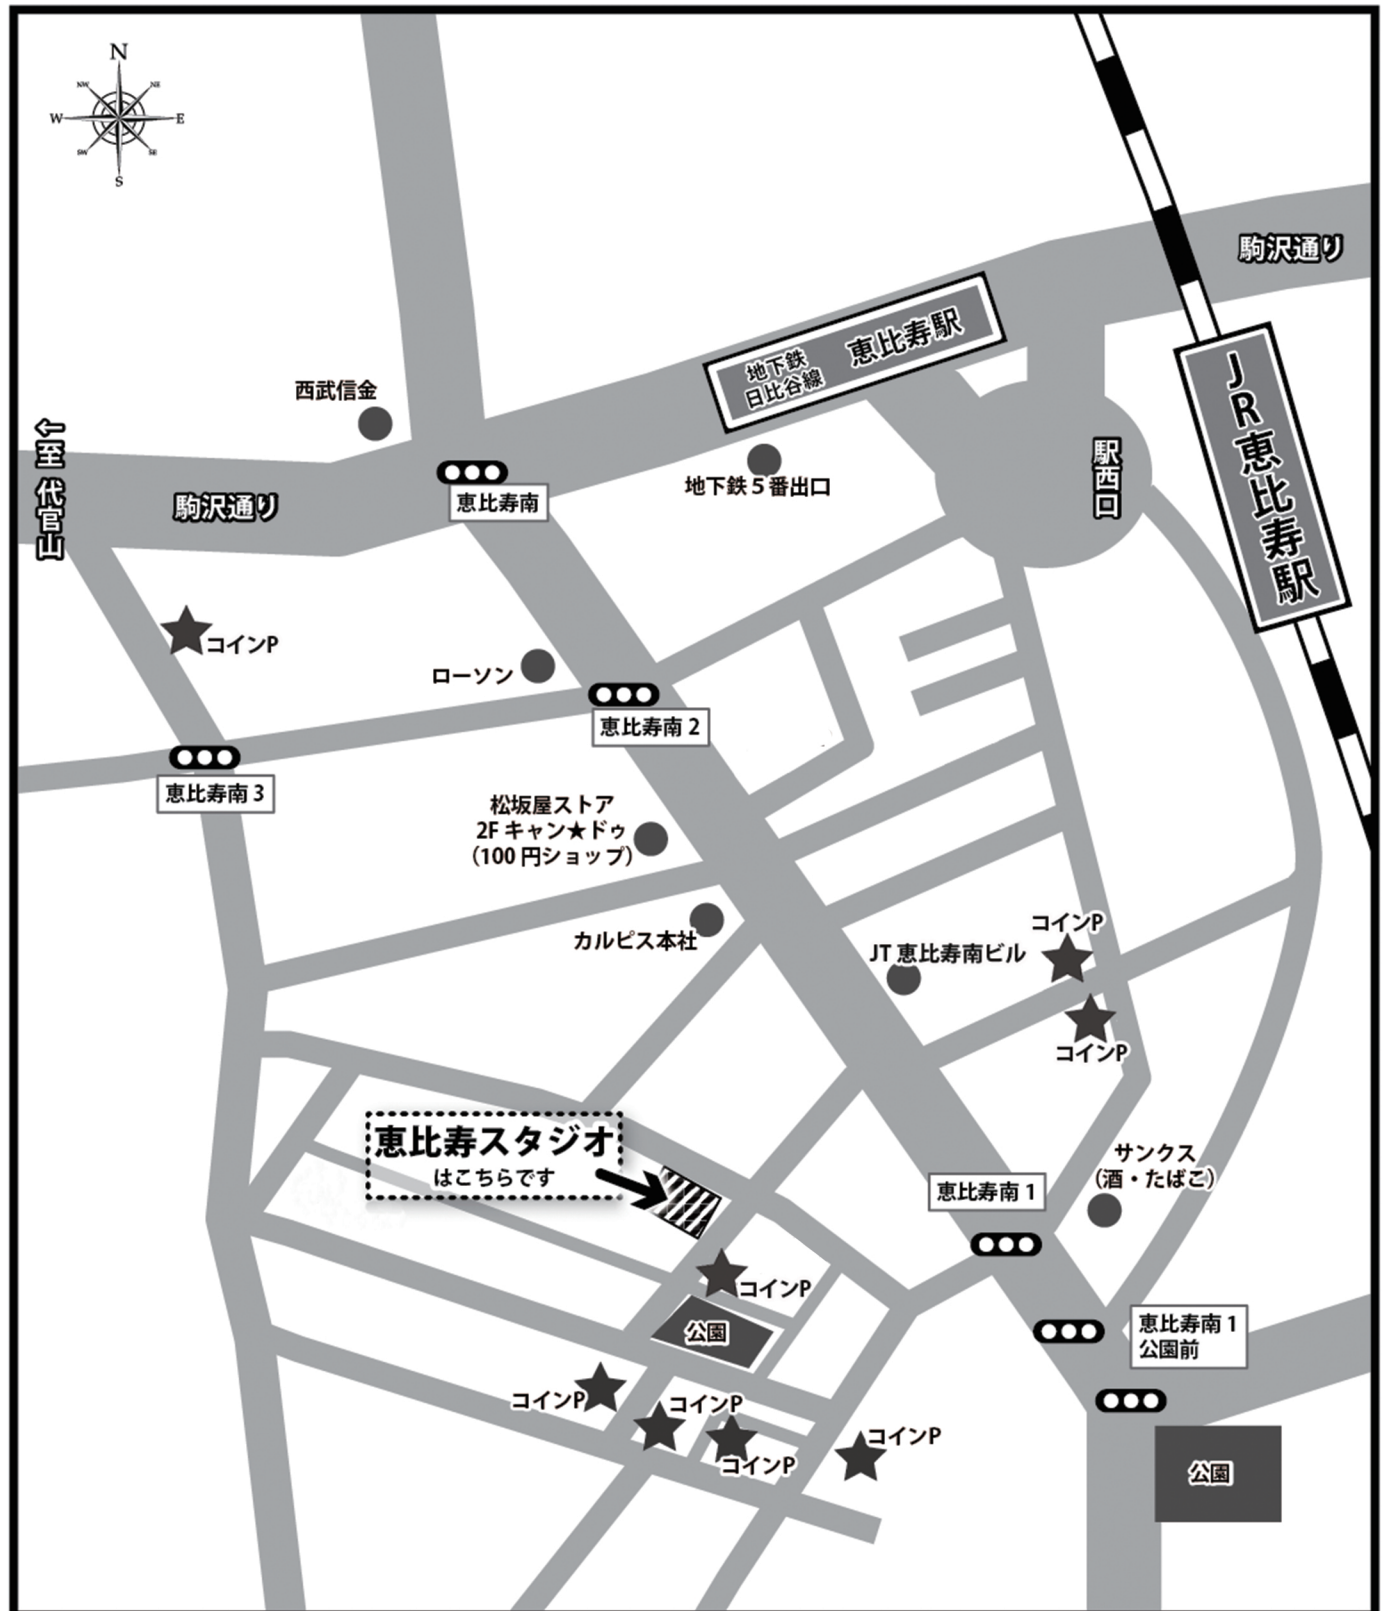 N
NW
NE
W
E
SW
SE
S
駒沢通り
地下鉄
日比谷線
恵比寿駅
JR恵比寿駅
西武信金
←至 代官山
駒沢通り
恵比寿南
地下鉄5番出口
駅西口
コインP
ローソン
恵比寿南2
恵比寿南3
松坂屋ストア
2Fキャン★ドゥ
(100円ショップ)
カルピス本社
コインP
JT恵比寿南ビル
コインP
恵比寿スタジオ
はこちらです
サンクス
(酒・たばこ)
恵比寿南1
コインP
公園
恵比寿南1
公園前
コインP
コインP
コインP
コインP
公園